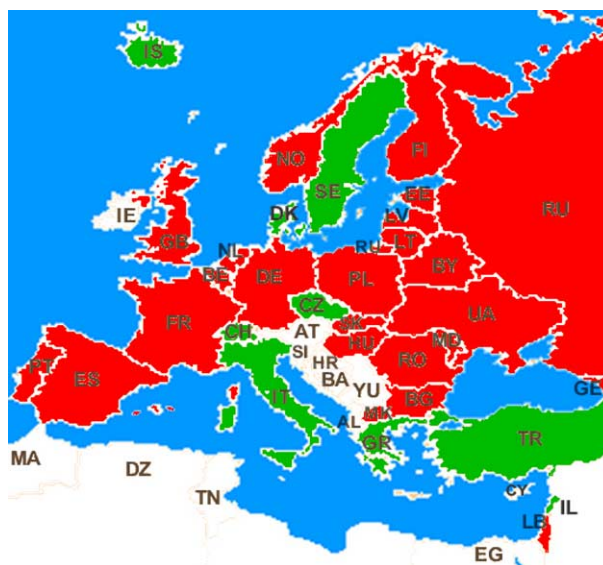 IS
NO
FI
SE
EE
RU
IE
DK
LV
GB
RU
LT
NL
BY
BE
DE
PL
CZ
UA
FR
SK
AT
CH
HU
MD
SI
RO
HR
PT
BA
YU
ES
IT
BG
GE
MK
AL
TR
GR
MA
DZ
TN
CY
IL
LB
EG